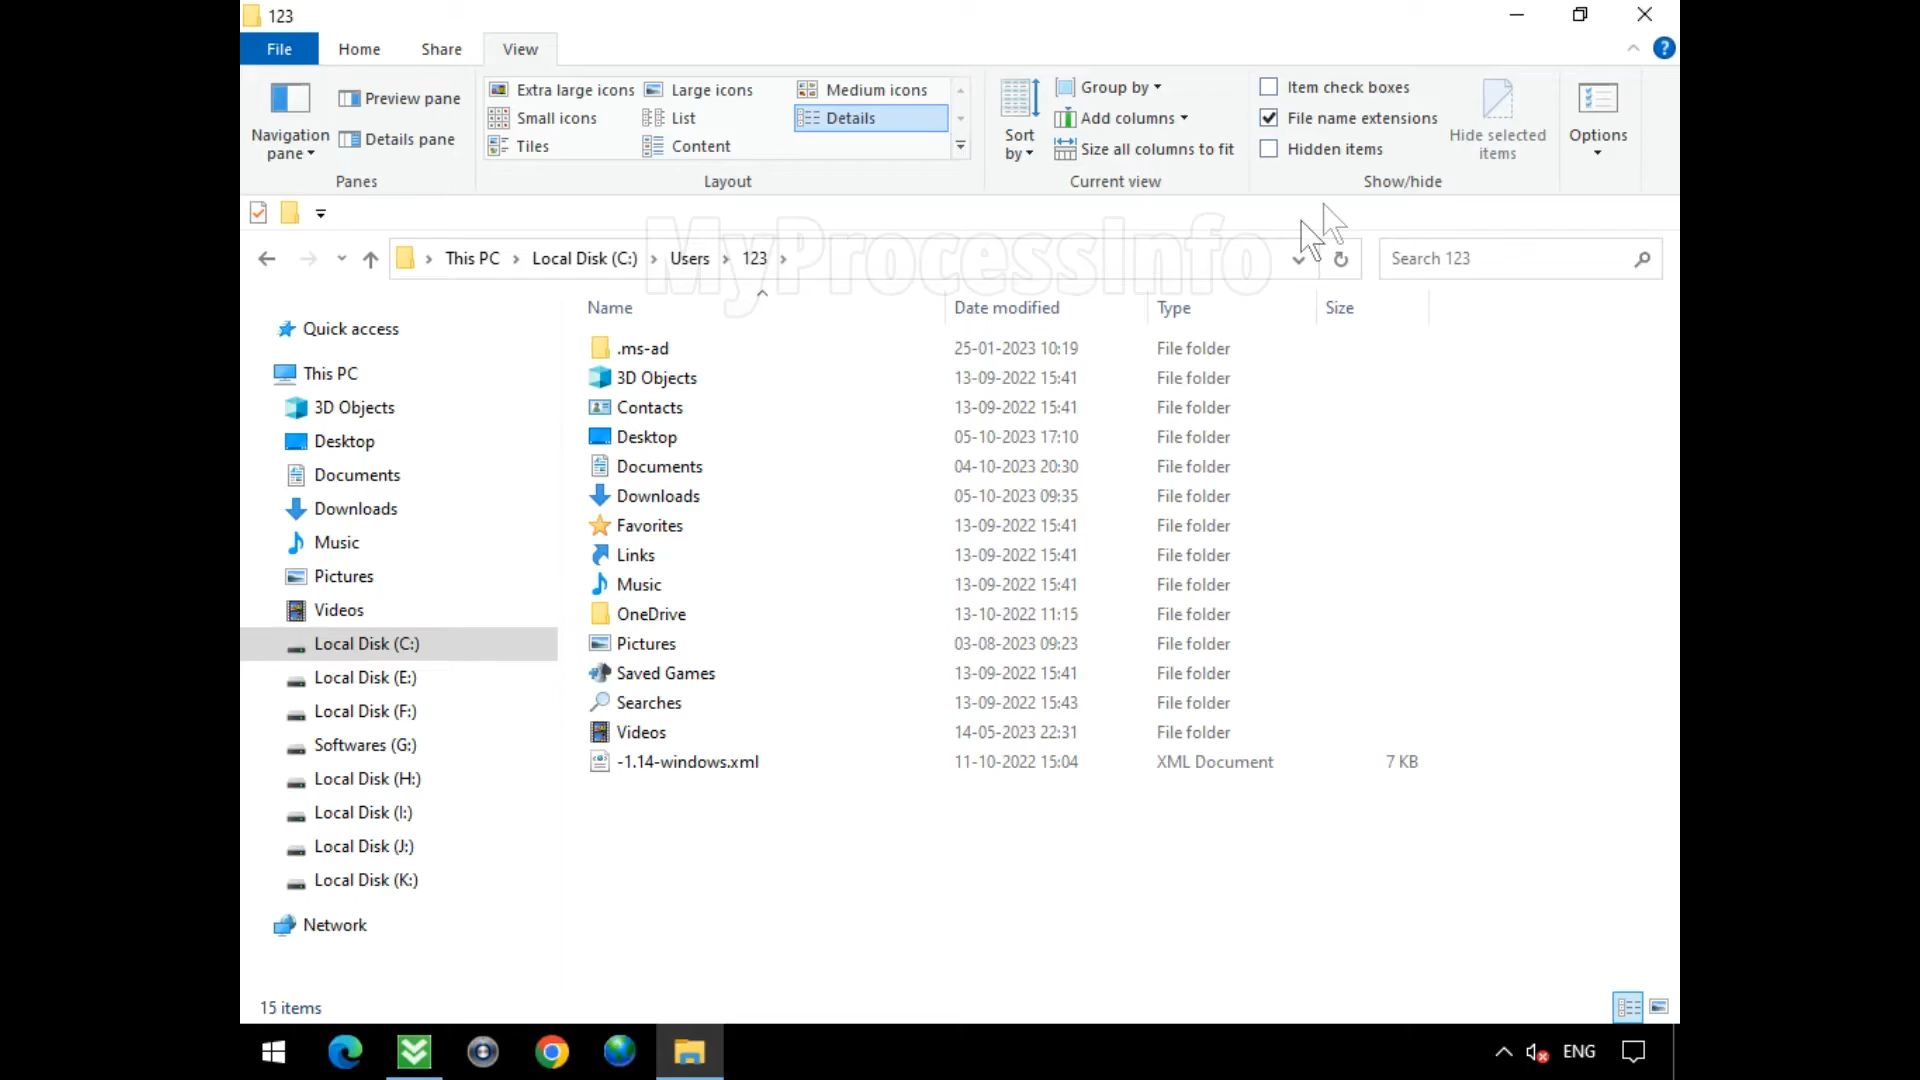 123
File Home Share View
Navigation pane
Preview pane
Details pane
Panes
Extra large icons Large icons Medium icons
Small icons List Details
Tiles Content
Layout
Sort by
Group by
Add columns
Size all columns to fit
Current view
Item check boxes
File name extensions
Hidden items
Hide selected items
Show/hide
Options
MyProcessInfo
This PC Local Disk (C:) Users 123
Search 123
Quick access
This PC
3D Objects
Desktop
Documents
Downloads
Music
Pictures
Videos
Local Disk (C:)
Local Disk (E:)
Local Disk (F:)
Softwares (G:)
Local Disk (H:)
Local Disk (I:)
Local Disk (J:)
Local Disk (K:)
Network
Name Date modified Type Size
.ms-ad 25-01-2023 10:19 File folder
3D Objects 13-09-2022 15:41 File folder
Contacts 13-09-2022 15:41 File folder
Desktop 05-10-2023 17:10 File folder
Documents 04-10-2023 20:30 File folder
Downloads 05-10-2023 09:35 File folder
Favorites 13-09-2022 15:41 File folder
Links 13-09-2022 15:41 File folder
Music 13-09-2022 15:41 File folder
OneDrive 13-10-2022 11:15 File folder
Pictures 03-08-2023 09:23 File folder
Saved Games 13-09-2022 15:41 File folder
Searches 13-09-2022 15:43 File folder
Videos 14-05-2023 22:31 File folder
-1.14-windows.xml 11-10-2022 15:04 XML Document 7 KB
15 items
ENG